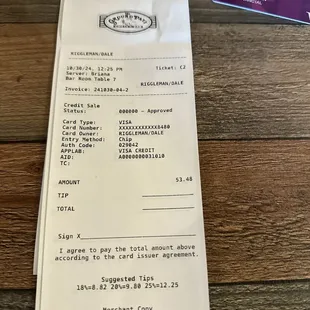 RIGGLEMAN/DALE
10/30/24, 12:25 PM Ticket: C2
Server: Briana
Bar Room Table 7
RIGGLEMAN/DALE
Invoice: 241030-04-2
Credit Sale
Status: 000000 - Approved
Card Type: VISA
Card Number: XXXXXXXXXXXX8480
Card Owner: RIGGLEMAN/DALE
Entry Method: Chip
Auth Code: 029042
APPLAB: VISA CREDIT
AID: A0000000031010
TC:
AMOUNT 53.48
TIP
TOTAL
Sign X
I agree to pay the total amount above
according to the card issuer agreement.
Suggested Tips
18%=8.82 20%=9.80 25%=12.25
Merchant Copy